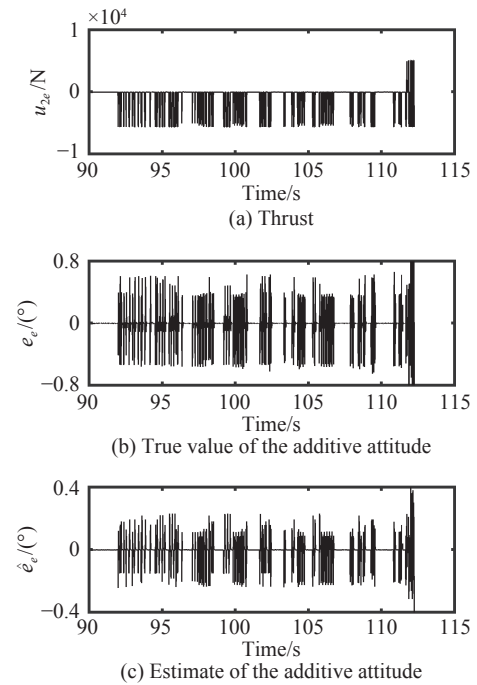 ×10⁴
1
0
−1
u₂ₑ/N
90 95 100 105 110 115
Time/s
(a) Thrust
0.8
0
−0.8
eₑ/(°)
90 95 100 105 110 115
Time/s
(b) True value of the additive attitude
0.4
0
−0.4
êₑ/(°)
90 95 100 105 110 115
Time/s
(c) Estimate of the additive attitude